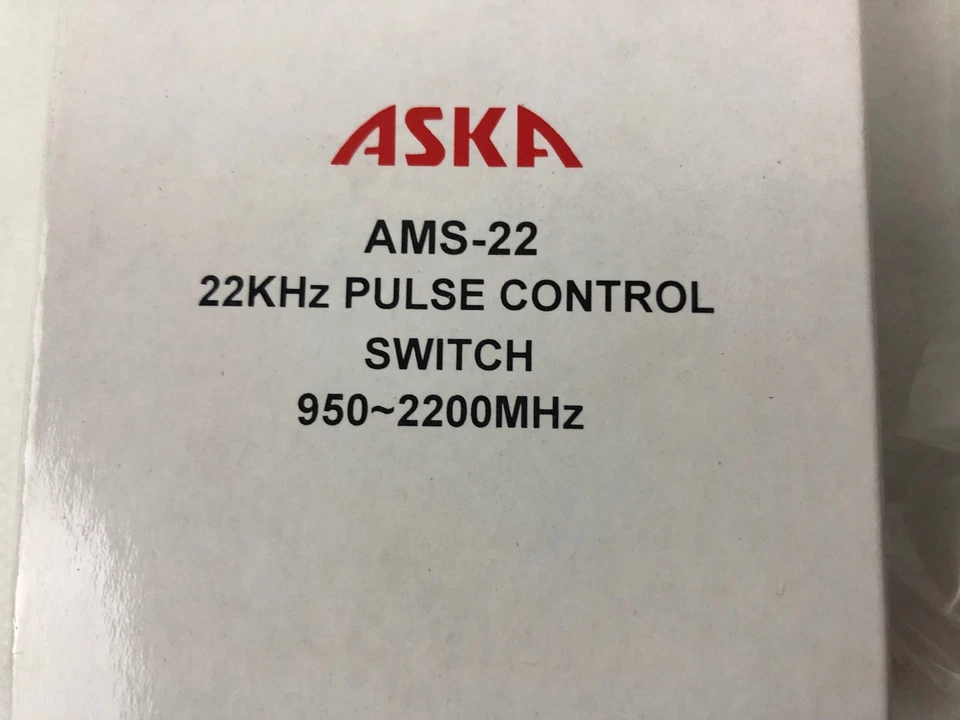 ASKA
AMS-22
22KHz PULSE CONTROL
SWITCH
950~2200MHz